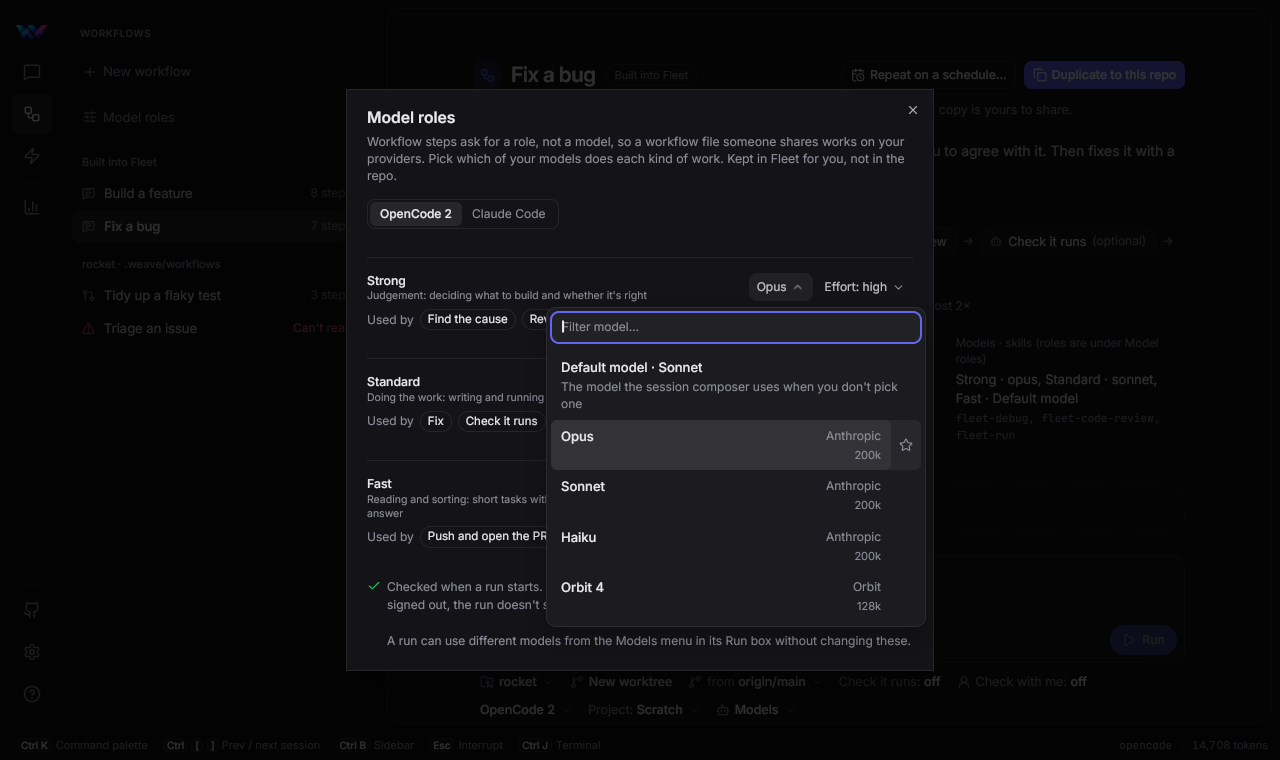 WORKFLOWS
New workflow
Model roles
Built into Fleet
Build a feature
8 step
Fix a bug
7 step
rocket · .weave/workflows
Tidy up a flaky test
3 step
Triage an issue
Can't rea
Fix a bug
Built into Fleet
Repeat on a schedule...
Duplicate to this repo
copy is yours to share.
u to agree with it. Then fixes it with a
ew
Check it runs (optional)
ost 2×
Models · skills (roles are under Model
roles)
Strong · opus, Standard · sonnet,
Fast · Default model
fleet-debug, fleet-code-review,
fleet-run
Model roles
Workflow steps ask for a role, not a model, so a workflow file someone shares works on your
providers. Pick which of your models does each kind of work. Kept in Fleet for you, not in the
repo.
OpenCode 2
Claude Code
Strong
Judgement: deciding what to build and whether it's right
Opus
Effort: high
Used by
Find the cause
Rev
Standard
Doing the work: writing and running
Used by
Fix
Check it runs
Fast
Reading and sorting: short tasks with
answer
Used by
Push and open the PR
Checked when a run starts.
signed out, the run doesn't s
A run can use different models from the Models menu in its Run box without changing these.
Filter model...
Default model · Sonnet
The model the session composer uses when you don't pick
one
Opus
Anthropic
200k
Sonnet
Anthropic
200k
Haiku
Anthropic
200k
Orbit 4
Orbit
128k
Run
rocket
New worktree
from origin/main
Check it runs: off
Check with me: off
OpenCode 2
Project: Scratch
Models
Ctrl K Command palette
Ctrl [ ] Prev / next session
Ctrl B Sidebar
Esc Interrupt
Ctrl J Terminal
opencode
14,708 tokens